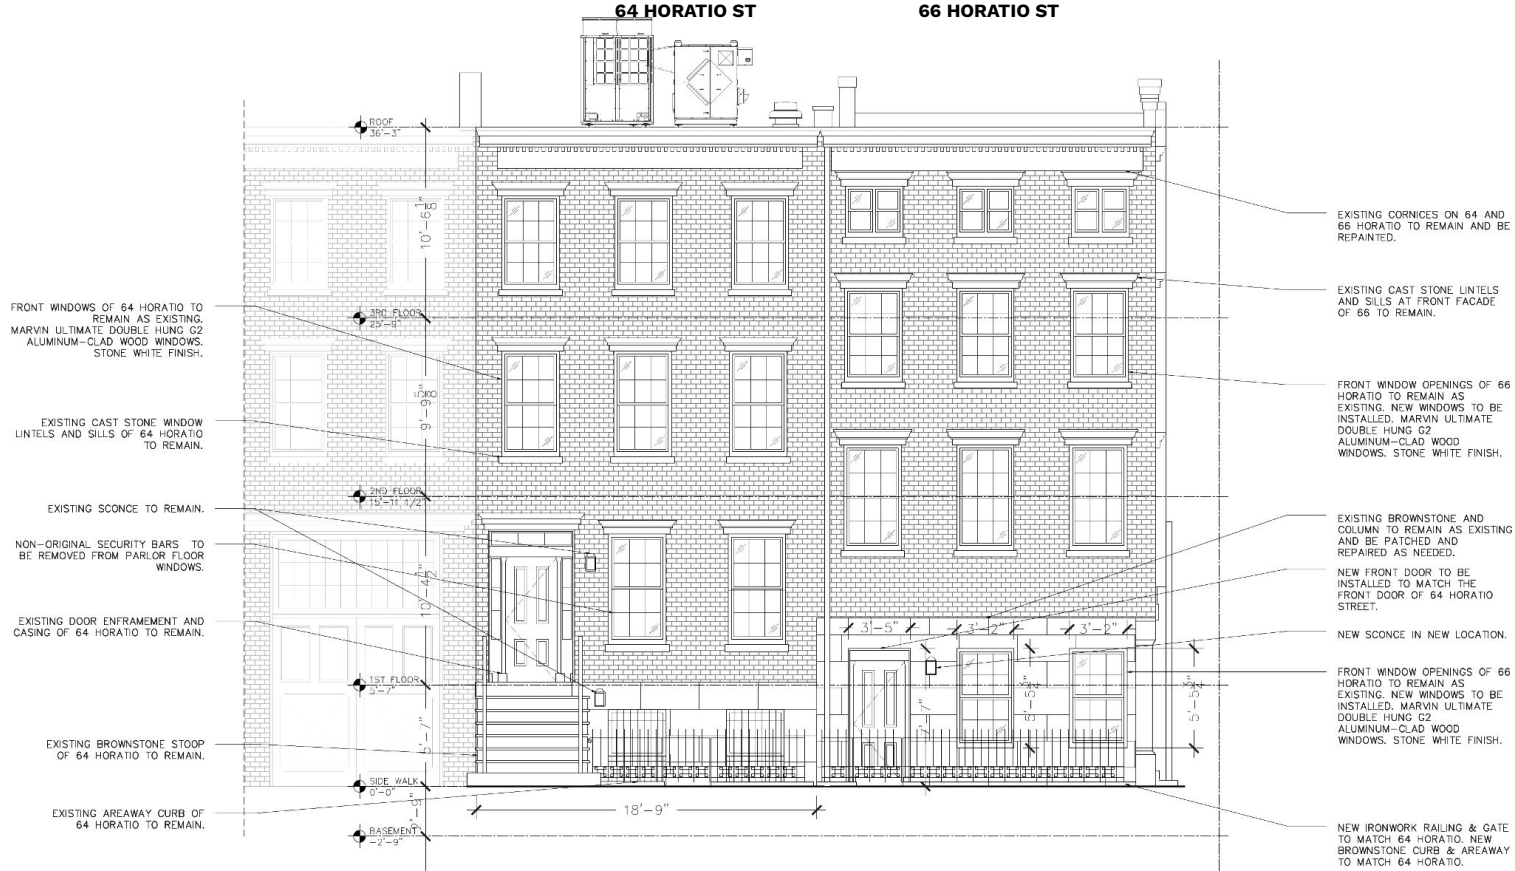 64 HORATIO ST
66 HORATIO ST
ROOF
36'-3"
10'-6 1/8"
3RD FLOOR
25'-9"
9'-9 5/8"
2ND FLOOR
15'-11 1/2"
10'-4 1/2"
1ST FLOOR
5'-7"
5'-7"
SIDE WALK
0'-0"
2'-9"
BASEMENT
-2'-9"
FRONT WINDOWS OF 64 HORATIO TO
REMAIN AS EXISTING.
MARVIN ULTIMATE DOUBLE HUNG G2
ALUMINUM-CLAD WOOD WINDOWS.
STONE WHITE FINISH.
EXISTING CAST STONE WINDOW
LINTELS AND SILLS OF 64 HORATIO
TO REMAIN.
EXISTING SCONCE TO REMAIN.
NON-ORIGINAL SECURITY BARS TO
BE REMOVED FROM PARLOR FLOOR
WINDOWS.
EXISTING DOOR ENFRAMEMENT AND
CASING OF 64 HORATIO TO REMAIN.
EXISTING BROWNSTONE STOOP
OF 64 HORATIO TO REMAIN.
EXISTING AREAWAY CURB OF
64 HORATIO TO REMAIN.
18'-9"
3'-5"
3'-2"
3'-2"
EXISTING CORNICES ON 64 AND
66 HORATIO TO REMAIN AND BE
REPAINTED.
EXISTING CAST STONE LINTELS
AND SILLS AT FRONT FACADE
OF 66 TO REMAIN.
FRONT WINDOW OPENINGS OF 66
HORATIO TO REMAIN AS
EXISTING. NEW WINDOWS TO BE
INSTALLED. MARVIN ULTIMATE
DOUBLE HUNG G2
ALUMINUM-CLAD WOOD
WINDOWS. STONE WHITE FINISH.
EXISTING BROWNSTONE AND
COLUMN TO REMAIN AS EXISTING
AND BE PATCHED AND
REPAIRED AS NEEDED.
NEW FRONT DOOR TO BE
INSTALLED TO MATCH THE
FRONT DOOR OF 64 HORATIO
STREET.
NEW SCONCE IN NEW LOCATION.
FRONT WINDOW OPENINGS OF 66
HORATIO TO REMAIN AS
EXISTING. NEW WINDOWS TO BE
INSTALLED. MARVIN ULTIMATE
DOUBLE HUNG G2
ALUMINUM-CLAD WOOD
WINDOWS. STONE WHITE FINISH.
NEW IRONWORK RAILING & GATE
TO MATCH 64 HORATIO. NEW
BROWNSTONE CURB & AREAWAY
TO MATCH 64 HORATIO.